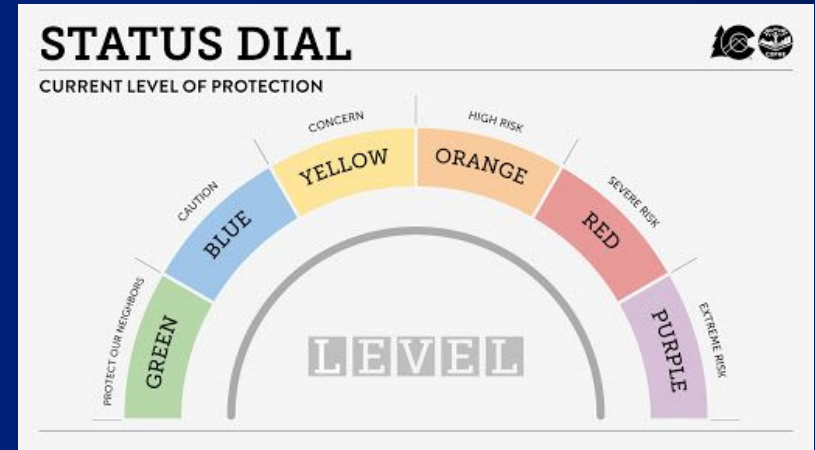 STATUS DIAL
CURRENT LEVEL OF PROTECTION
PROTECT OUR NEIGHBORS
GREEN
CAUTION
BLUE
CONCERN
YELLOW
HIGH RISK
ORANGE
SEVERE RISK
RED
EXTREME RISK
PURPLE
LEVEL